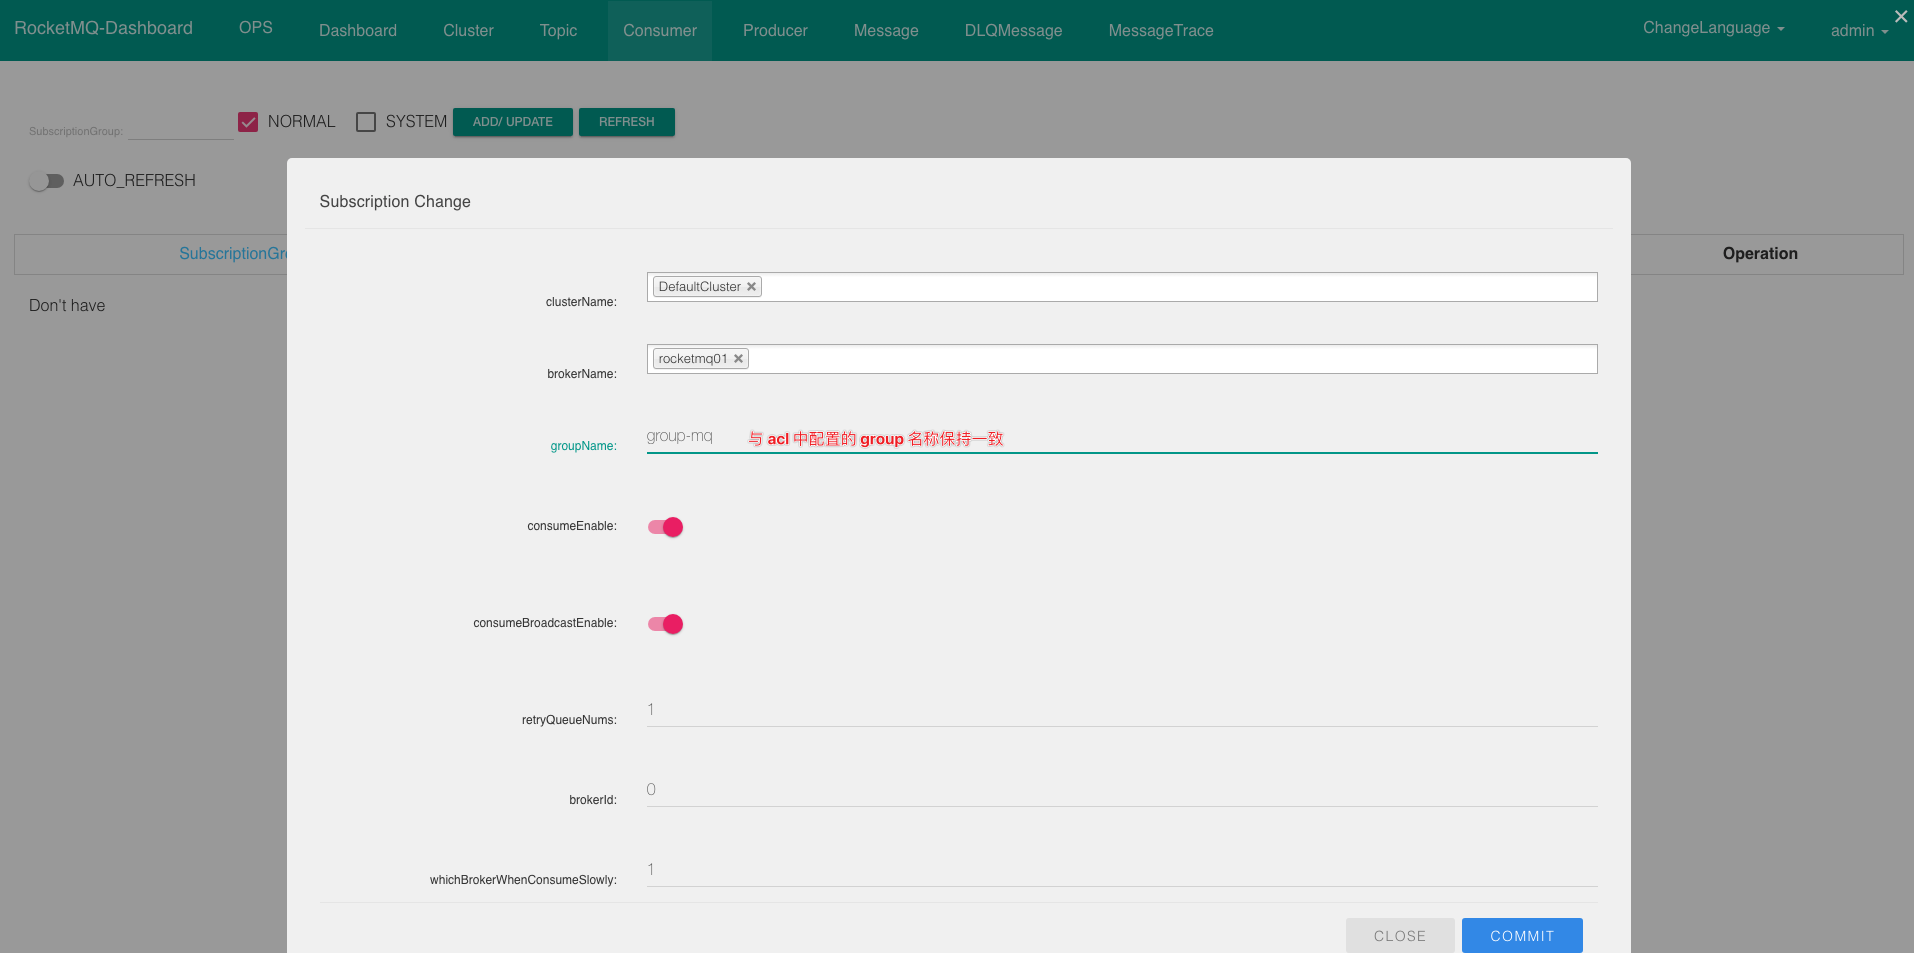 RocketMQ-Dashboard OPS Dashboard Cluster Topic Consumer Producer Message DLQMessage MessageTrace ChangeLanguage admin
SubscriptionGroup: NORMAL SYSTEM ADD/ UPDATE REFRESH
AUTO_REFRESH
Subscription Change
SubscriptionGr Operation
Don't have
clusterName: DefaultCluster
brokerName: rocketmq01
groupName: group-mq 与 acl 中配置的 group 名称保持一致
consumeEnable:
consumeBroadcastEnable:
retryQueueNums: 1
brokerId: 0
whichBrokerWhenConsumeSlowly: 1
CLOSE COMMIT